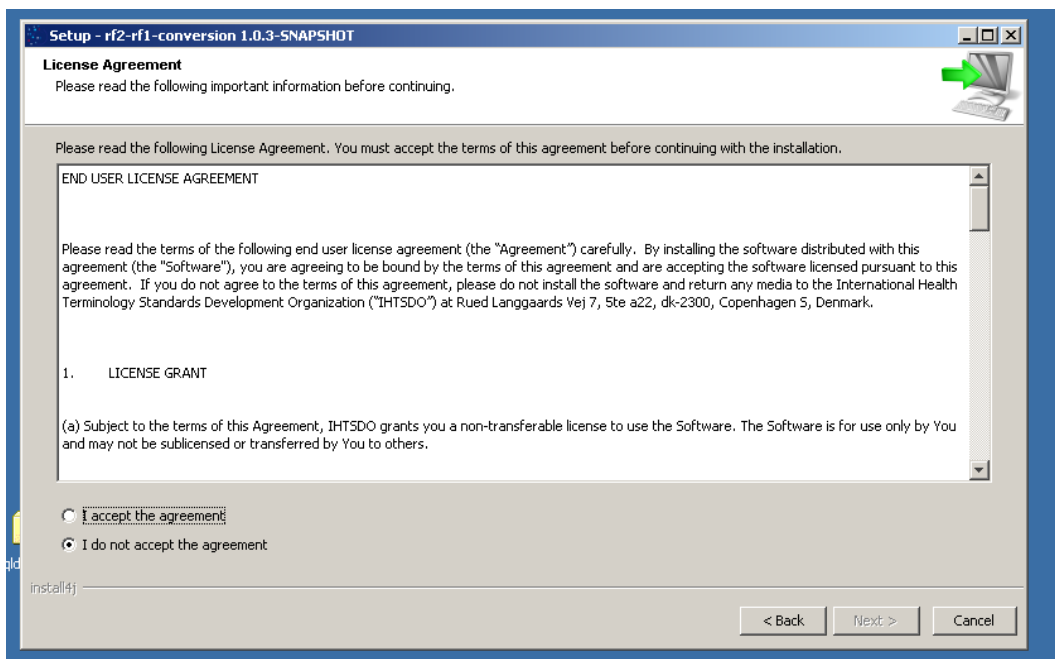 Setup - rf2-rf1-conversion 1.0.3-SNAPSHOT
License Agreement
Please read the following important information before continuing.
Please read the following License Agreement. You must accept the terms of this agreement before continuing with the installation.
END USER LICENSE AGREEMENT
Please read the terms of the following end user license agreement (the “Agreement”) carefully.  By installing the software distributed with this
agreement (the "Software"), you are agreeing to be bound by the terms of this agreement and are accepting the software licensed pursuant to this
agreement.  If you do not agree to the terms of this agreement, please do not install the software and return any media to the International Health
Terminology Standards Development Organization (“IHTSDO”) at Rued Langgaards Vej 7, 5te a22, dk-2300, Copenhagen S, Denmark.
1. LICENSE GRANT
(a) Subject to the terms of this Agreement, IHTSDO grants you a non-transferable license to use the Software. The Software is for use only by You
and may not be sublicensed or transferred by You to others.
I accept the agreement
I do not accept the agreement
qld
install4j
< Back Next > Cancel